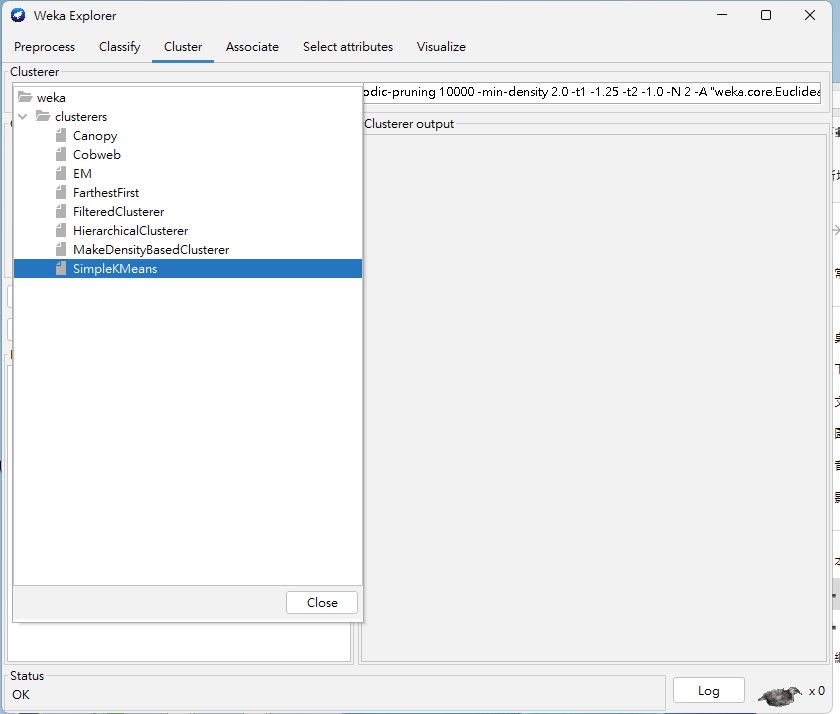 Weka Explorer
Preprocess Classify Cluster Associate Select attributes Visualize
Clusterer
odic-pruning 10000 -min-density 2.0 -t1 -1.25 -t2 -1.0 -N 2 -A "weka.core.Euclidea
weka
clusterers
Canopy
Cobweb
EM
FarthestFirst
FilteredClusterer
HierarchicalClusterer
MakeDensityBasedClusterer
SimpleKMeans
Close
Clusterer output
Status
OK
Log
x 0